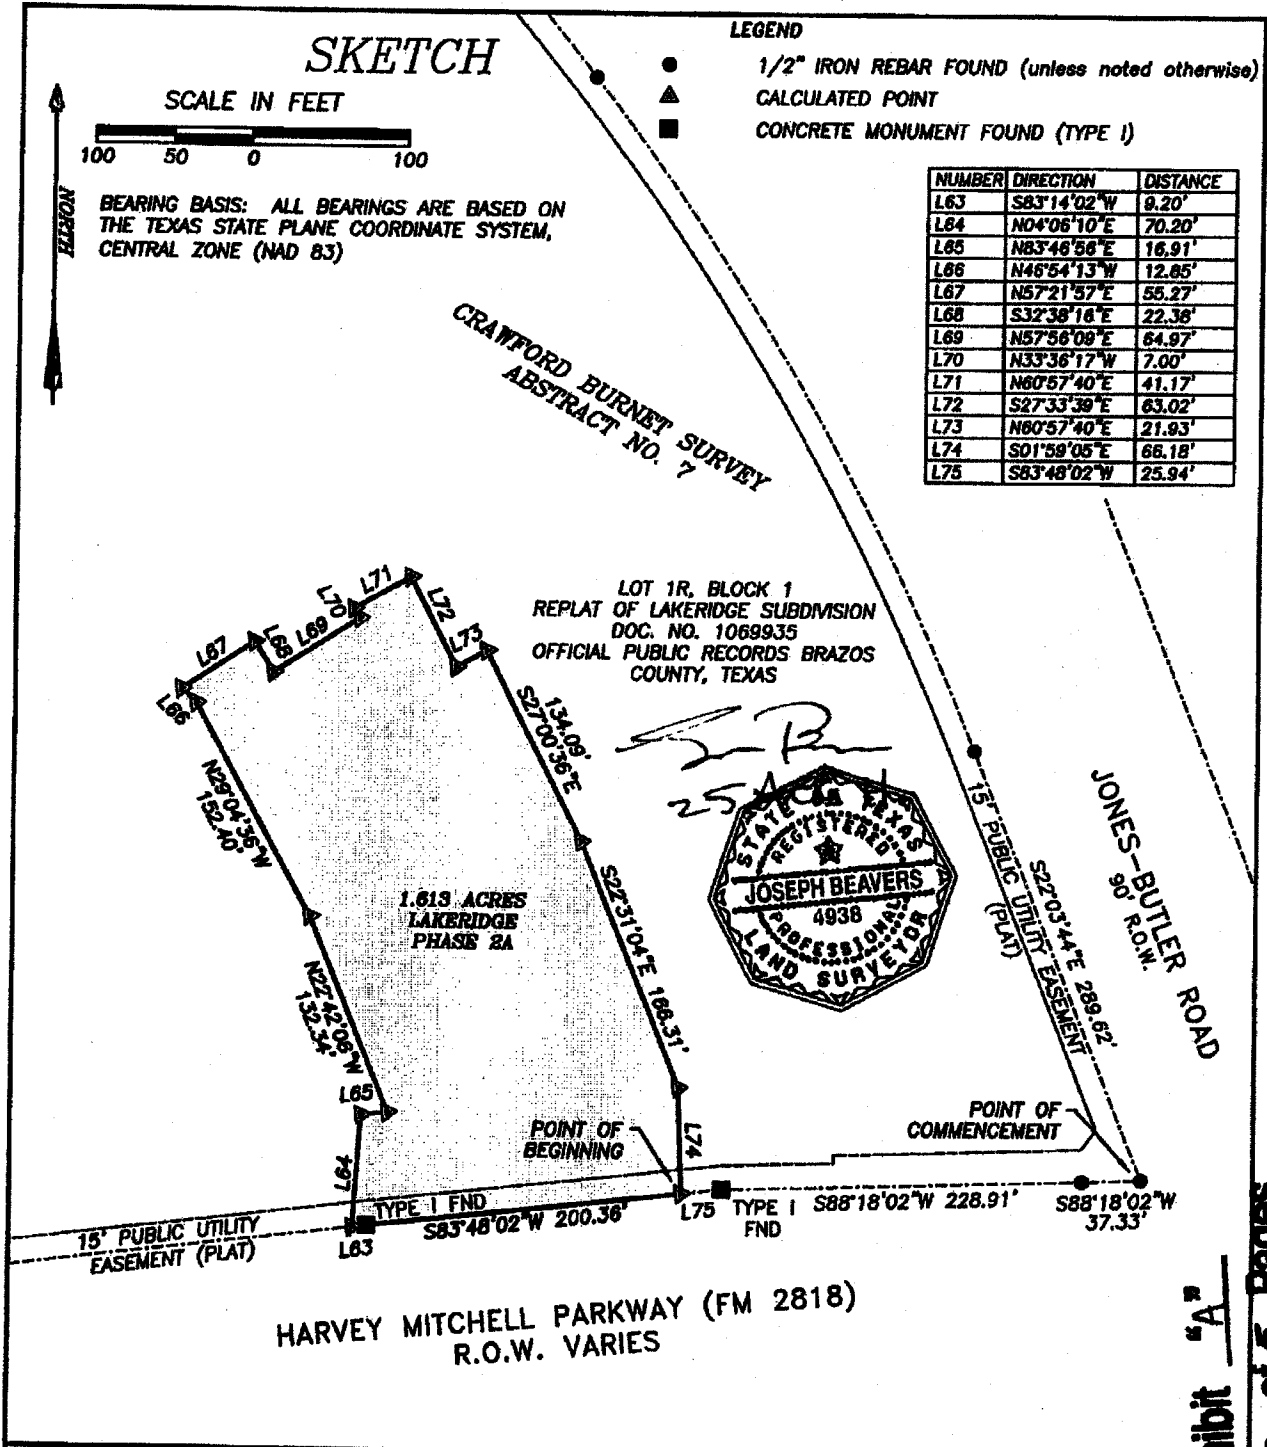 SKETCH
SCALE IN FEET
100 50 0 100
NORTH
BEARING BASIS: ALL BEARINGS ARE BASED ON
THE TEXAS STATE PLANE COORDINATE SYSTEM,
CENTRAL ZONE (NAD 83)
LEGEND
1/2" IRON REBAR FOUND (unless noted otherwise)
CALCULATED POINT
CONCRETE MONUMENT FOUND (TYPE I)
NUMBER DIRECTION DISTANCE
L63 S83°14'02"W 9.20'
L64 N04°06'10"E 70.20'
L65 N83°46'56"E 16.91'
L66 N46°54'13"W 12.85'
L67 N57°21'57"E 55.27'
L68 S32°38'16"E 22.38'
L69 N57°56'09"E 64.97'
L70 N33°36'17"W 7.00'
L71 N60°57'40"E 41.17'
L72 S27°33'39"E 63.02'
L73 N60°57'40"E 21.93'
L74 S01°59'05"E 66.18'
L75 S83°48'02"W 25.94'
CRAWFORD BURNET SURVEY
ABSTRACT NO. 7
LOT 1R, BLOCK 1
REPLAT OF LAKERIDGE SUBDIVISION
DOC. NO. 1069935
OFFICIAL PUBLIC RECORDS BRAZOS
COUNTY, TEXAS
L71
L70
L72
L67
L68
L69
L73
L66
134.09'
S27°00'36"E
N29°04'36"W
152.40'
25
STATE OF TEXAS
REGISTERED
JOSEPH BEAVERS
4938
PROFESSIONAL
LAND SURVEYOR
15' PUBLIC UTILITY EASEMENT
(PLAT)
S22°03'44"E 289.62'
JONES-BUTLER ROAD
90' R.O.W.
1.613 ACRES
LAKERIDGE
PHASE 2A
S22°31'04"E 166.31'
N22°42'06"W
132.34'
L65
L64
POINT OF
BEGINNING
L74
POINT OF
COMMENCEMENT
15' PUBLIC UTILITY
EASEMENT (PLAT)
TYPE I FND
L63
S83°48'02"W 200.36'
L75
TYPE I
FND
S88°18'02"W 228.91'
S88°18'02"W
37.33'
HARVEY MITCHELL PARKWAY (FM 2818)
R.O.W. VARIES
"A"
of 5 Pages